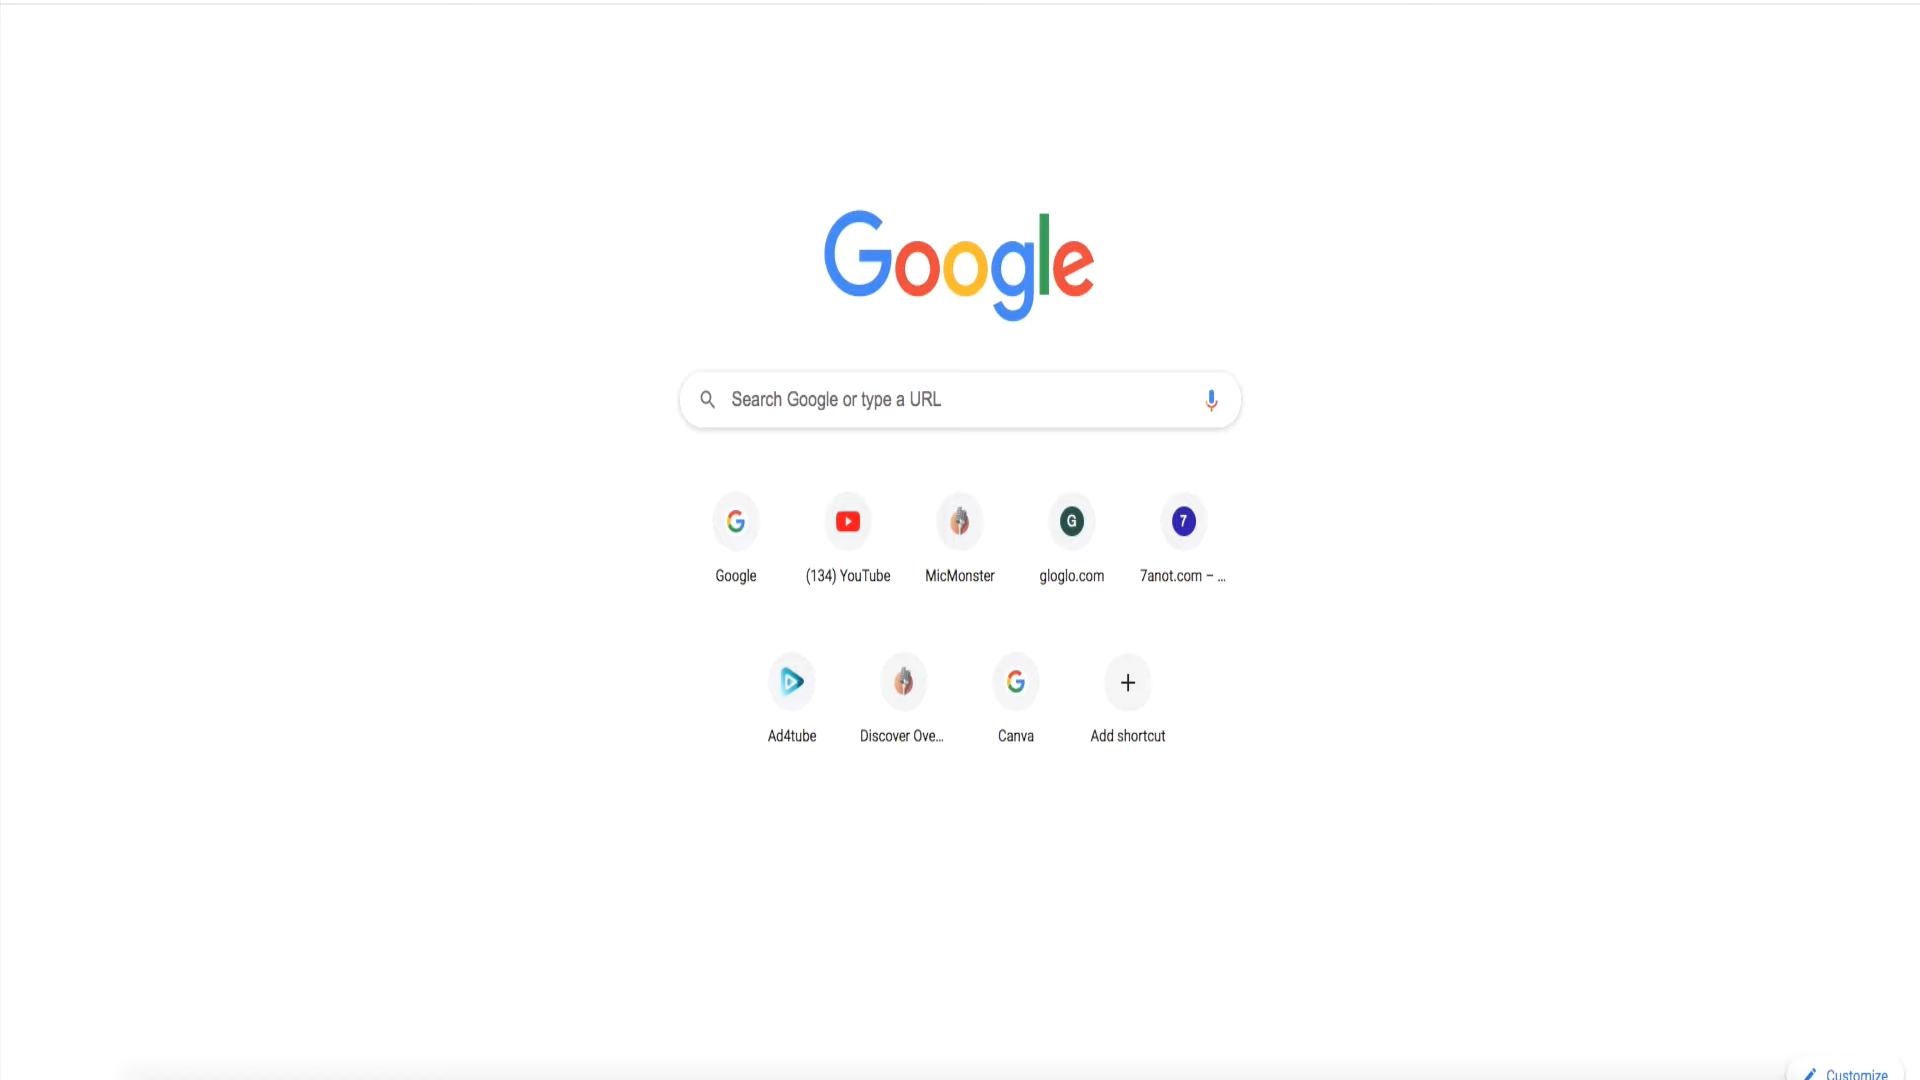 Google
Search Google or type a URL
G
7
Google
(134) YouTube
MicMonster
gloglo.com
7anot.com – ...
Ad4tube
Discover Ove...
Canva
Add shortcut
Customize